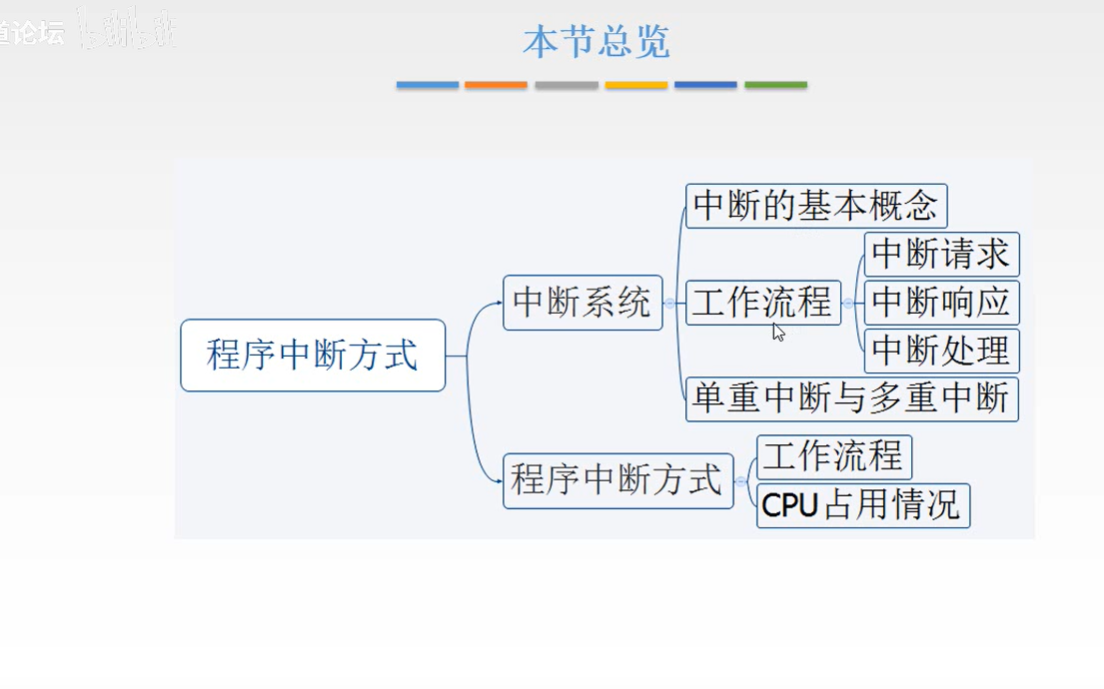 道论坛
本节总览
中断的基本概念
中断请求
中断系统
工作流程
中断响应
程序中断方式
中断处理
单重中断与多重中断
工作流程
程序中断方式
CPU占用情况